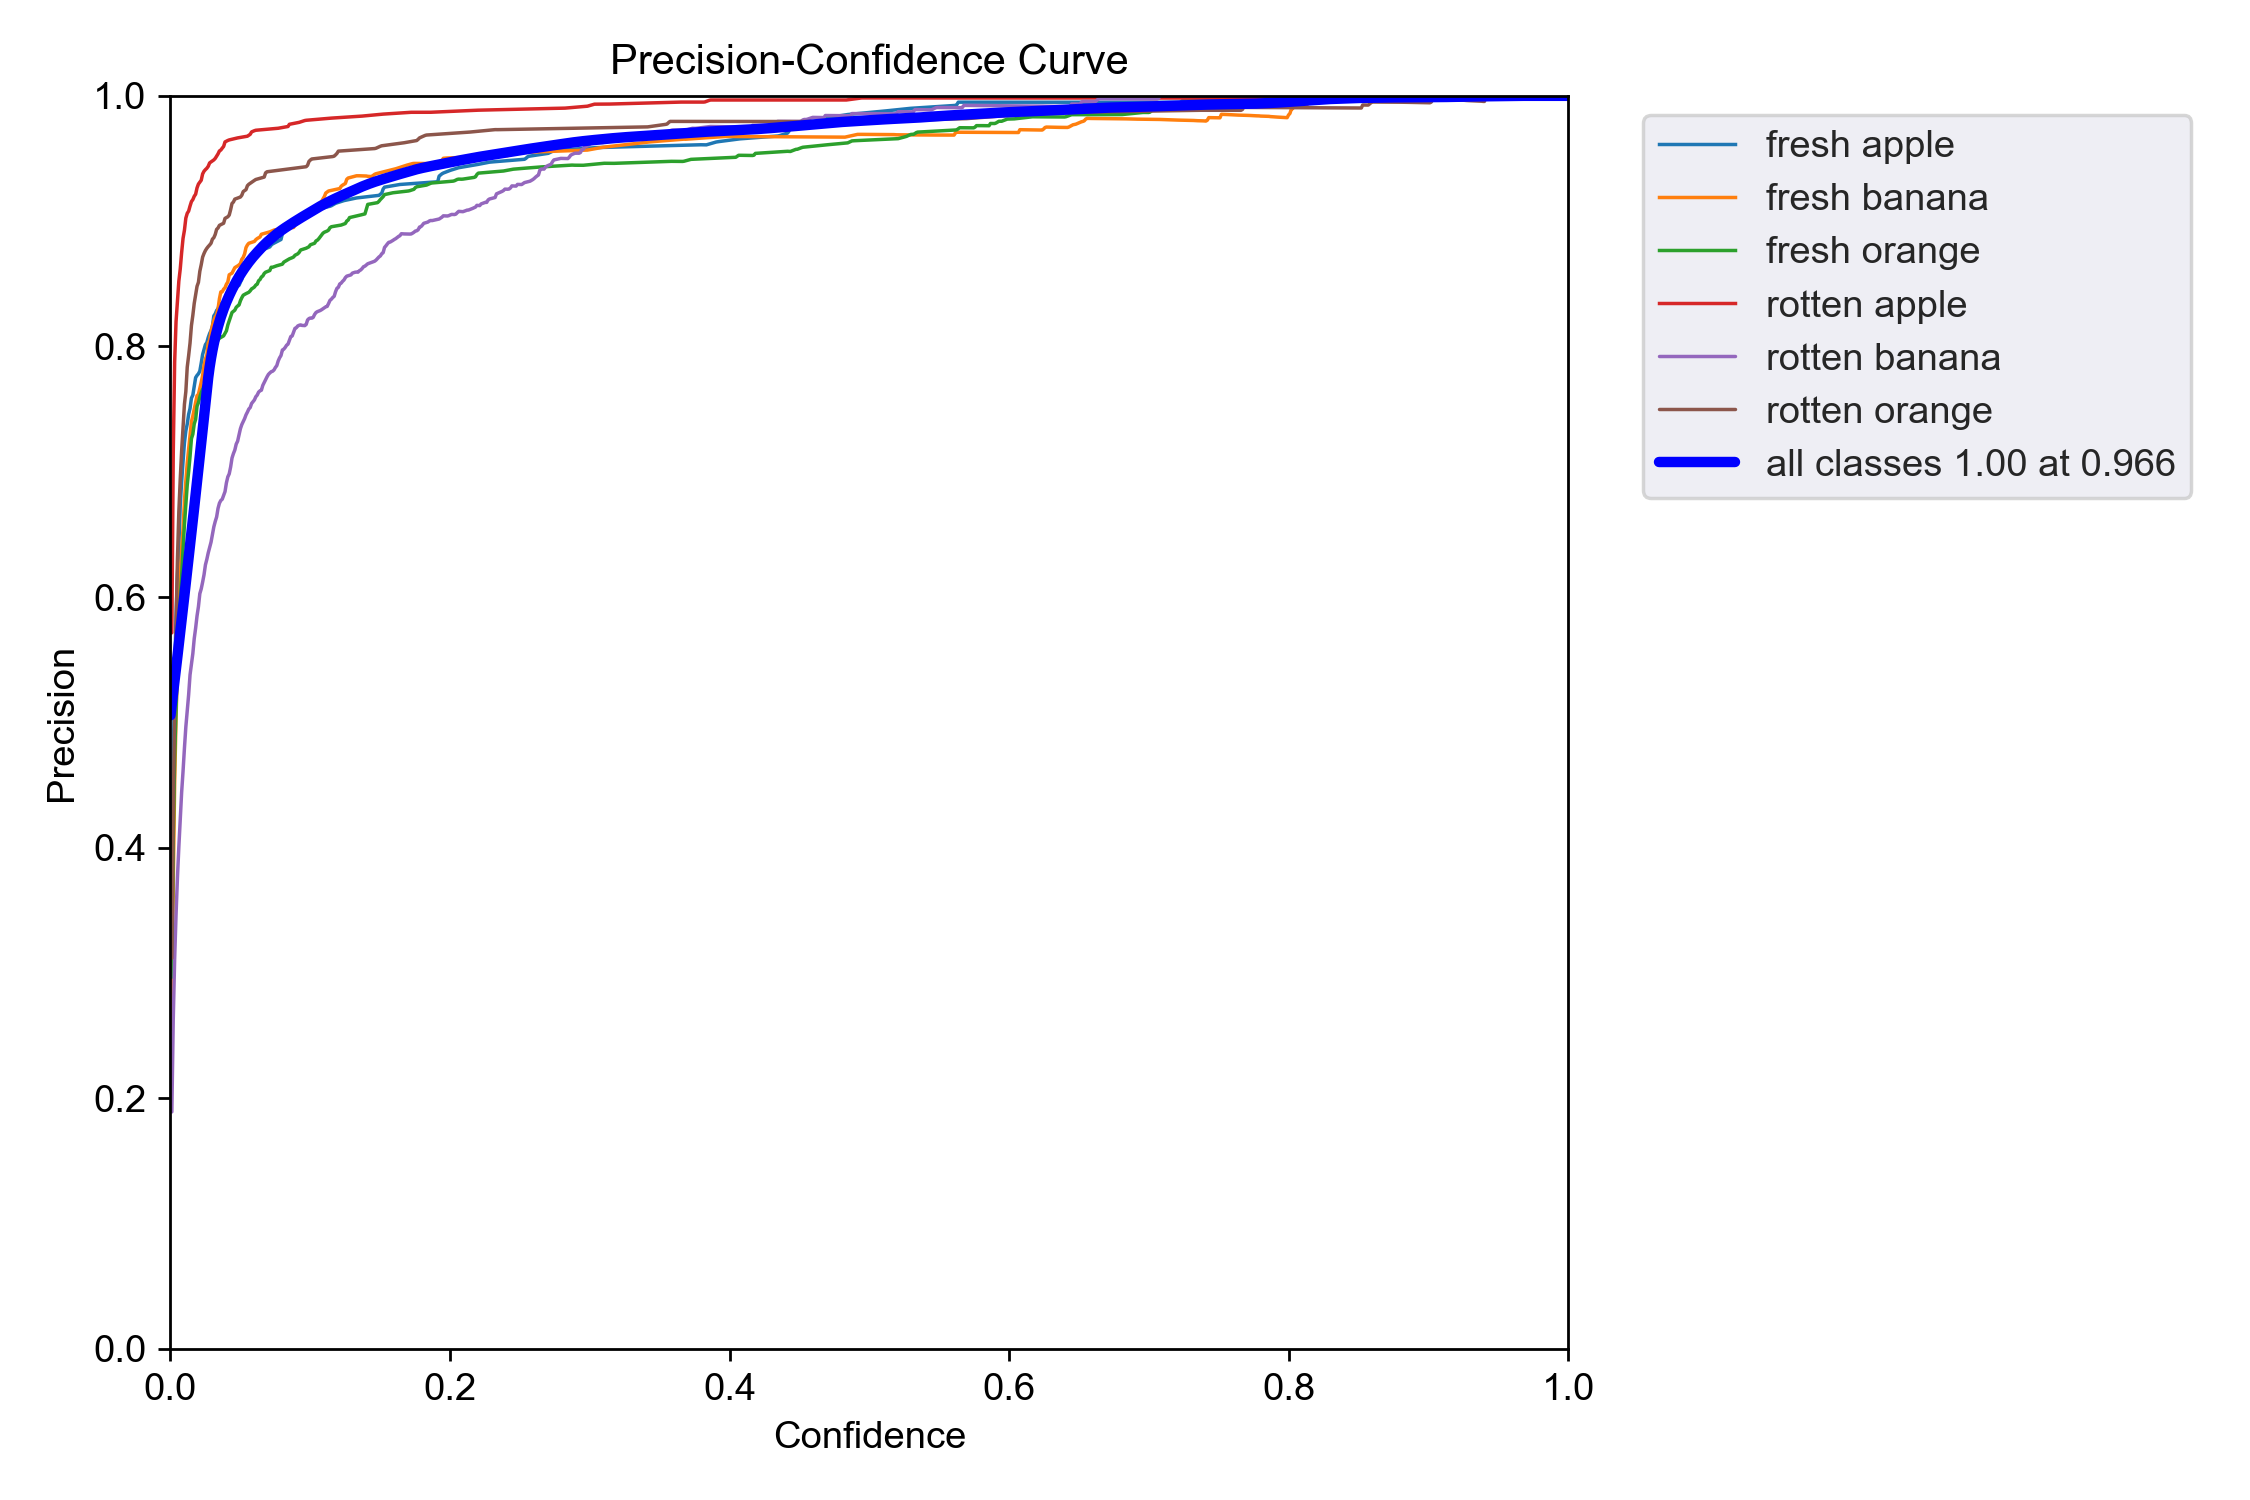 Precision-Confidence Curve
1.0
0.8
0.6
0.4
0.2
0.0
Precision
0.0 0.2 0.4 0.6 0.8 1.0
Confidence
fresh apple
fresh banana
fresh orange
rotten apple
rotten banana
rotten orange
all classes 1.00 at 0.966